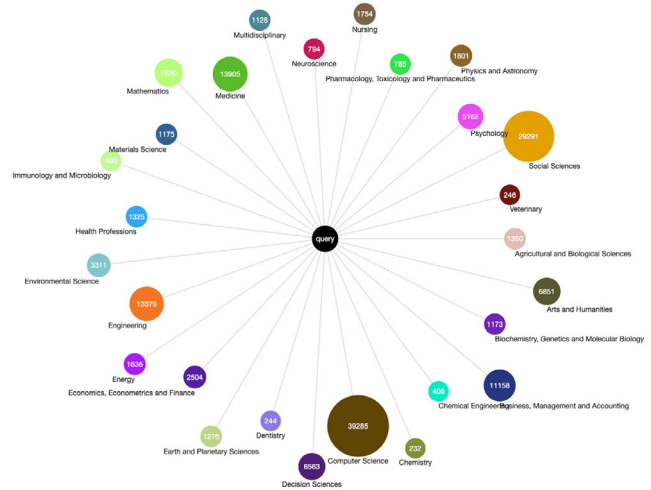 1754
Nursing
1128
Multidisciplinary
794
Neuroscience
1801
Physics and Astronomy
785
Pharmacology, Toxicology and Pharmaceutics
7830
Mathematics
13905
Medicine
5162
Psychology
29291
Social Sciences
1175
Materials Science
Immunology and Microbiology
246
Veterinary
1325
Health Professions
query
1350
Agricultural and Biological Sciences
3311
Environmental Science
6851
Arts and Humanities
13379
Engineering
1173
Biochemistry, Genetics and Molecular Biology
1636
Energy
2504
Economics, Econometrics and Finance
406
Chemical Engineering
11158
Business, Management and Accounting
1278
Earth and Planetary Sciences
244
Dentistry
39285
Computer Science
232
Chemistry
6563
Decision Sciences